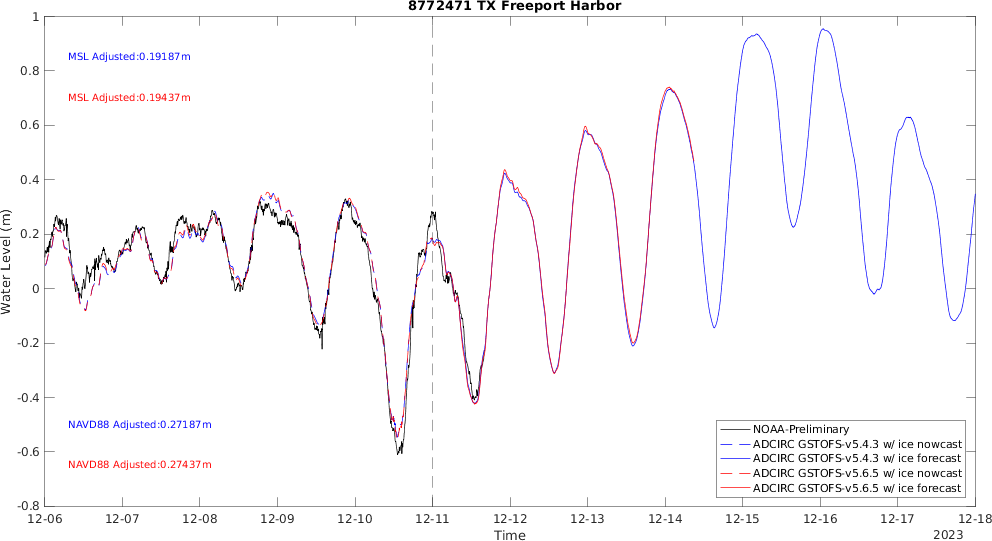 8772471 TX Freeport Harbor
Water Level (m)
1
0.8
0.6
0.4
0.2
0
-0.2
-0.4
-0.6
-0.8
MSL Adjusted:0.19187m
MSL Adjusted:0.19437m
NAVD88 Adjusted:0.27187m
NAVD88 Adjusted:0.27437m
NOAA-Preliminary
ADCIRC GSTOFS-v5.4.3 w/ ice nowcast
ADCIRC GSTOFS-v5.4.3 w/ ice forecast
ADCIRC GSTOFS-v5.6.5 w/ ice nowcast
ADCIRC GSTOFS-v5.6.5 w/ ice forecast
12-06 12-07 12-08 12-09 12-10 12-11 12-12 12-13 12-14 12-15 12-16 12-17 12-18
Time
2023